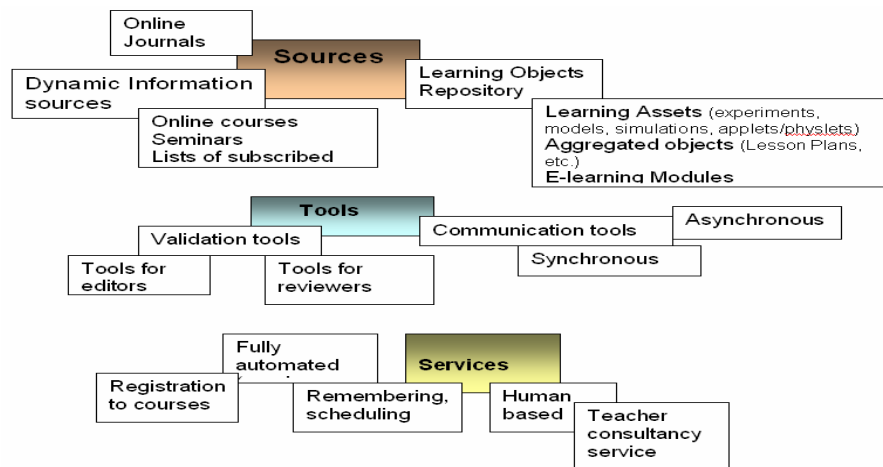 Online
Journals
Sources
Dynamic Information
sources
Learning Objects
Repository
Online courses
Seminars
Lists of subscribed
Learning Assets (experiments,
models, simulations, applets/physlets)
Aggregated objects (Lesson Plans,
etc.)
E-learning Modules
Tools
Validation tools
Communication tools
Asynchronous
Synchronous
Tools for
editors
Tools for
reviewers
Fully
automated
Services
Registration
to courses
Remembering,
scheduling
Human
based
Teacher
consultancy
service